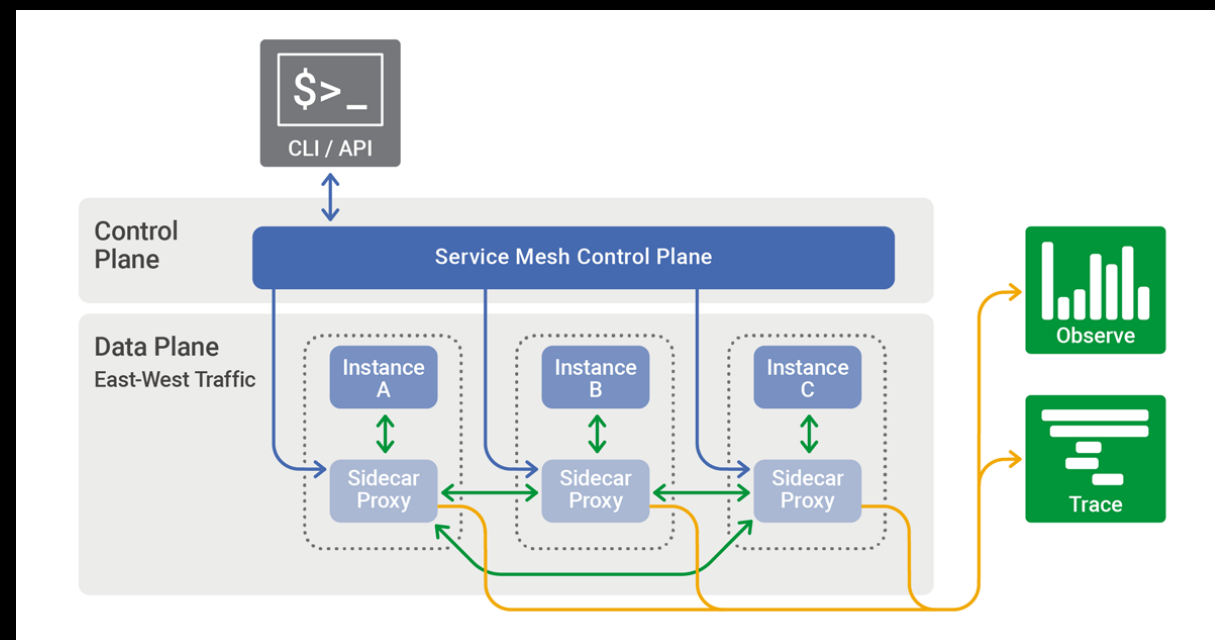 $>_
CLI / API
Control
Plane
Service Mesh Control Plane
Data Plane
East-West Traffic
Instance
A
Instance
B
Instance
C
Sidecar
Proxy
Sidecar
Proxy
Sidecar
Proxy
Observe
Trace